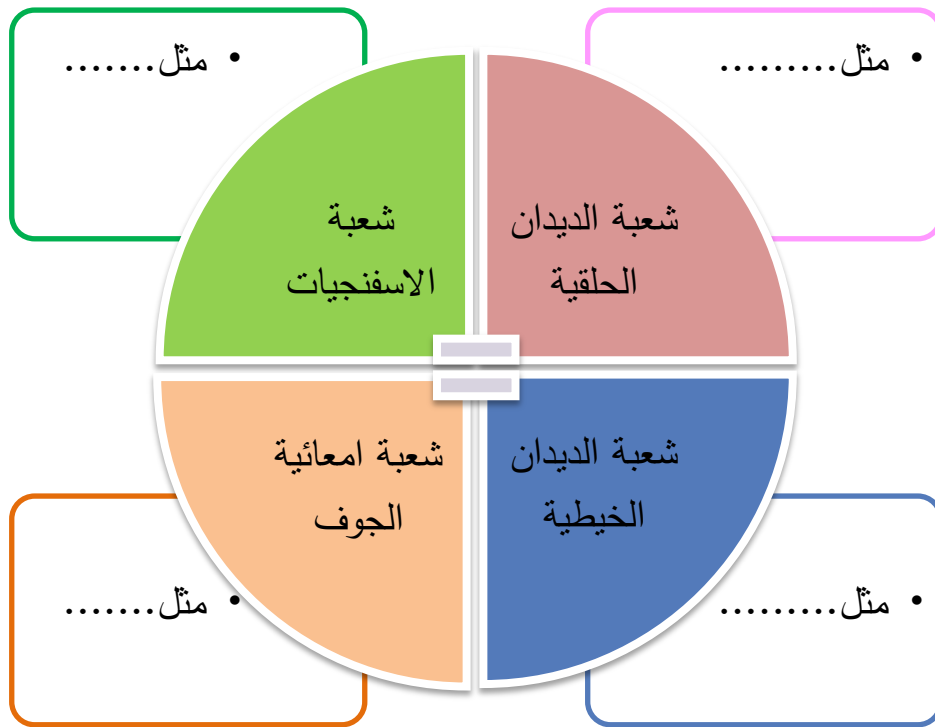 • مثل.........
• مثل.......
شعبة الديدان
الحلقية
شعبة
الاسفنجيات
شعبة الديدان
الخيطية
شعبة امعائية
الجوف
• مثل.........
• مثل.......